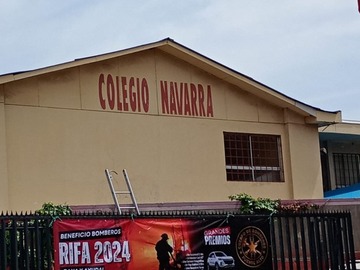 COLEGIO NAVARRA
BENEFICIO BOMBEROS
RIFA 2024
GRANDES
PREMIOS